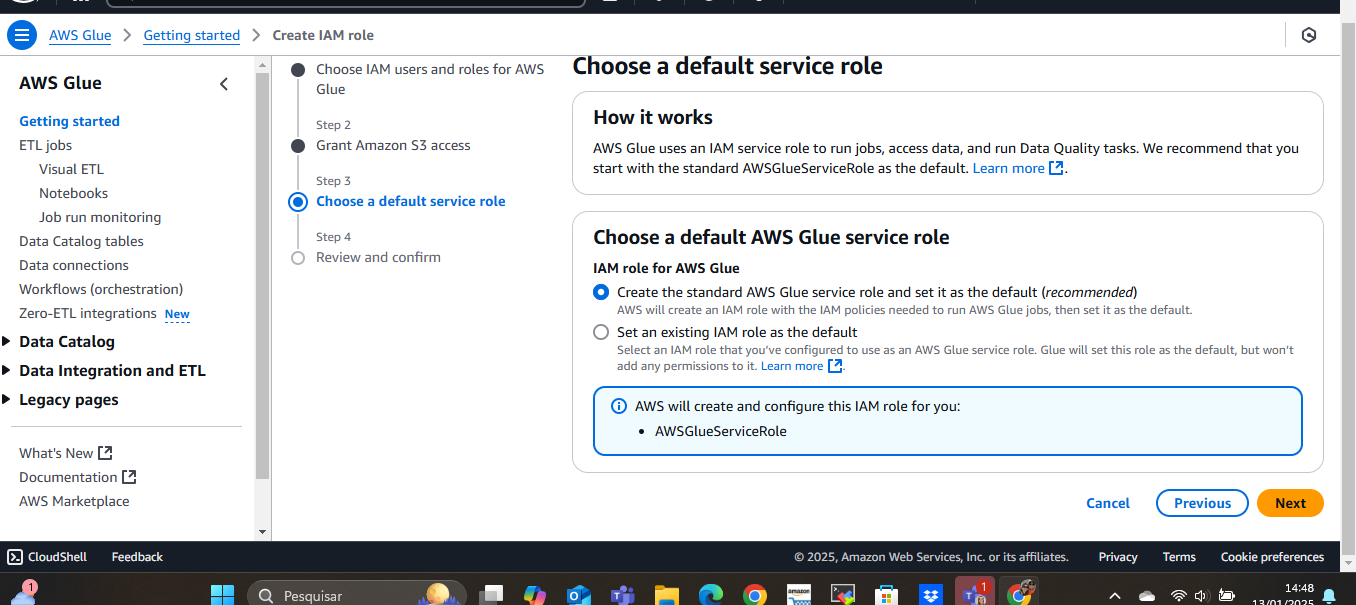 AWS Glue > Getting started > Create IAM role
AWS Glue
Getting started
ETL jobs
Visual ETL
Notebooks
Job run monitoring
Data Catalog tables
Data connections
Workflows (orchestration)
Zero-ETL integrations New
Data Catalog
Data Integration and ETL
Legacy pages
What's New
Documentation
AWS Marketplace
Choose IAM users and roles for AWS
Glue
Step 2
Grant Amazon S3 access
Step 3
Choose a default service role
Step 4
Review and confirm
Choose a default service role
How it works
AWS Glue uses an IAM service role to run jobs, access data, and run Data Quality tasks. We recommend that you
start with the standard AWSGlueServiceRole as the default. Learn more.
Choose a default AWS Glue service role
IAM role for AWS Glue
Create the standard AWS Glue service role and set it as the default (recommended)
AWS will create an IAM role with the IAM policies needed to run AWS Glue jobs, then set it as the default.
Set an existing IAM role as the default
Select an IAM role that you've configured to use as an AWS Glue service role. Glue will set this role as the default, but won't
add any permissions to it. Learn more.
AWS will create and configure this IAM role for you:
• AWSGlueServiceRole
Cancel
Previous
Next
CloudShell
Feedback
© 2025, Amazon Web Services, Inc. or its affiliates.
Privacy
Terms
Cookie preferences
1
Pesquisar
amazon
1
14:48
13/01/2025